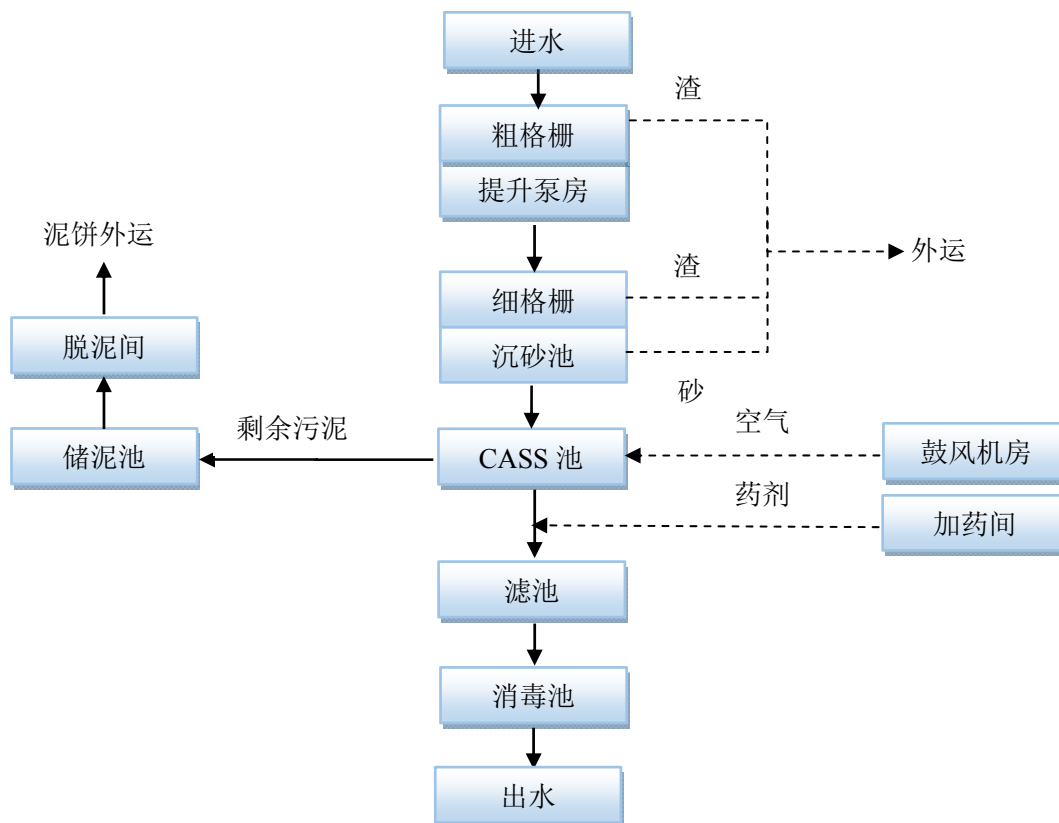 进水
渣
粗格栅
提升泵房
泥饼外运
渣
外运
细格栅
脱泥间
沉砂池
砂
剩余污泥
空气
储泥池
CASS 池
鼓风机房
药剂
加药间
滤池
消毒池
出水